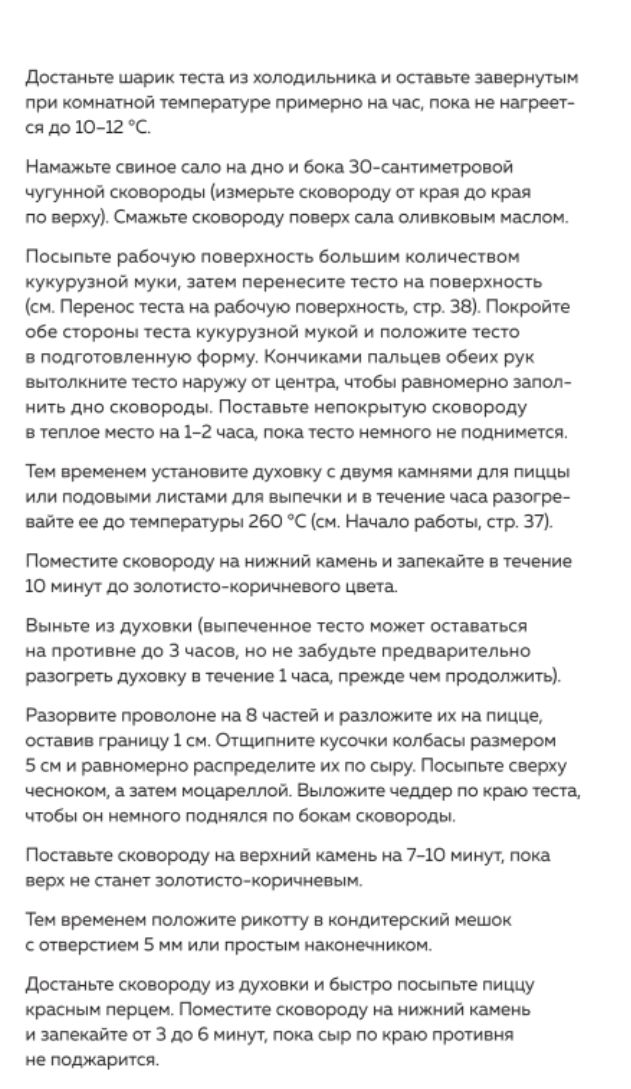 Достаньте шарик теста из холодильника и оставьте завернутым
при комнатной температуре примерно на час, пока не нагреет-
ся до 10–12 °C.
Намажьте свиное сало на дно и бока 30-сантиметровой
чугунной сковороды (измерьте сковороду от края до края
по верху). Смажьте сковороду поверх сала оливковым маслом.
Посыпьте рабочую поверхность большим количеством
кукурузной муки, затем перенесите тесто на поверхность
(см. Перенос теста на рабочую поверхность, стр. 38). Покройте
обе стороны теста кукурузной мукой и положите тесто
в подготовленную форму. Кончиками пальцев обеих рук
вытолкните тесто наружу от центра, чтобы равномерно запол-
нить дно сковороды. Поставьте непокрытую сковороду
в теплое место на 1–2 часа, пока тесто немного не поднимется.
Тем временем установите духовку с двумя камнями для пиццы
или подовыми листами для выпечки и в течение часа разогре-
вайте ее до температуры 260 °C (см. Начало работы, стр. 37).
Поместите сковороду на нижний камень и запекайте в течение
10 минут до золотисто-коричневого цвета.
Выньте из духовки (выпеченное тесто может оставаться
на противне до 3 часов, но не забудьте предварительно
разогреть духовку в течение 1 часа, прежде чем продолжить).
Разорвите проволоне на 8 частей и разложите их на пицце,
оставив границу 1 см. Отщипните кусочки колбасы размером
5 см и равномерно распределите их по сыру. Посыпьте сверху
чесноком, а затем моцареллой. Выложите чеддер по краю теста,
чтобы он немного поднялся по бокам сковороды.
Поставьте сковороду на верхний камень на 7–10 минут, пока
верх не станет золотисто-коричневым.
Тем временем положите рикотту в кондитерский мешок
с отверстием 5 мм или простым наконечником.
Достаньте сковороду из духовки и быстро посыпьте пиццу
красным перцем. Поместите сковороду на нижний камень
и запекайте от 3 до 6 минут, пока сыр по краю противня
не поджарится.